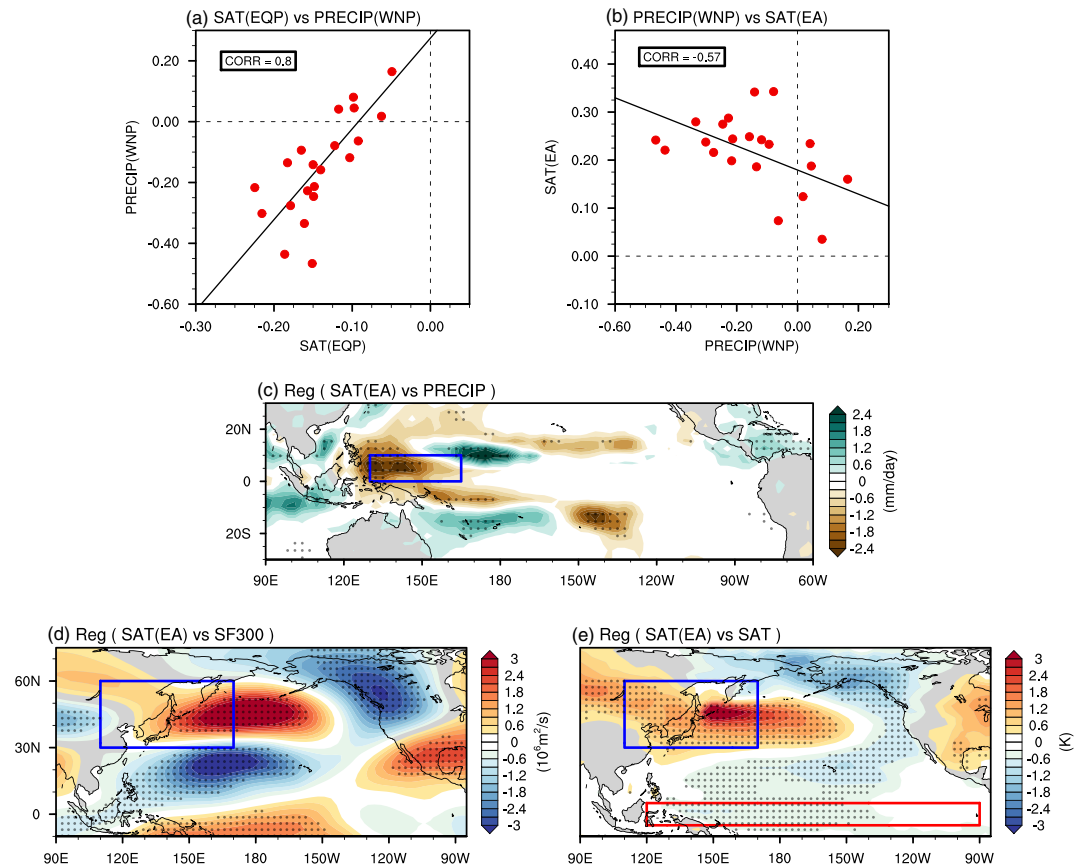 (a) SAT(EQP) vs PRECIP(WNP)
CORR = 0.8
PRECIP(WNP)
0.20
0.00
-0.20
-0.40
-0.60
-0.30
-0.20
-0.10
0.00
SAT(EQP)
(b) PRECIP(WNP) vs SAT(EA)
CORR = -0.57
SAT(EA)
0.40
0.30
0.20
0.10
0.00
-0.10
-0.60
-0.40
-0.20
0.00
0.20
PRECIP(WNP)
(c) Reg ( SAT(EA) vs PRECIP )
20N
0
20S
90E
120E
150E
180
150W
120W
90W
60W
2.4
1.8
1.2
0.6
0
-0.6
-1.2
-1.8
-2.4
(mm/day)
(d) Reg ( SAT(EA) vs SF300 )
60N
30N
0
90E
120E
150E
180
150W
120W
90W
3
2.4
1.8
1.2
0.6
0
-0.6
-1.2
-1.8
-2.4
-3
(10⁶m²/s)
(e) Reg ( SAT(EA) vs SAT )
60N
30N
0
90E
120E
150E
180
150W
120W
90W
3
2.4
1.8
1.2
0.6
0
-0.6
-1.2
-1.8
-2.4
-3
(K)